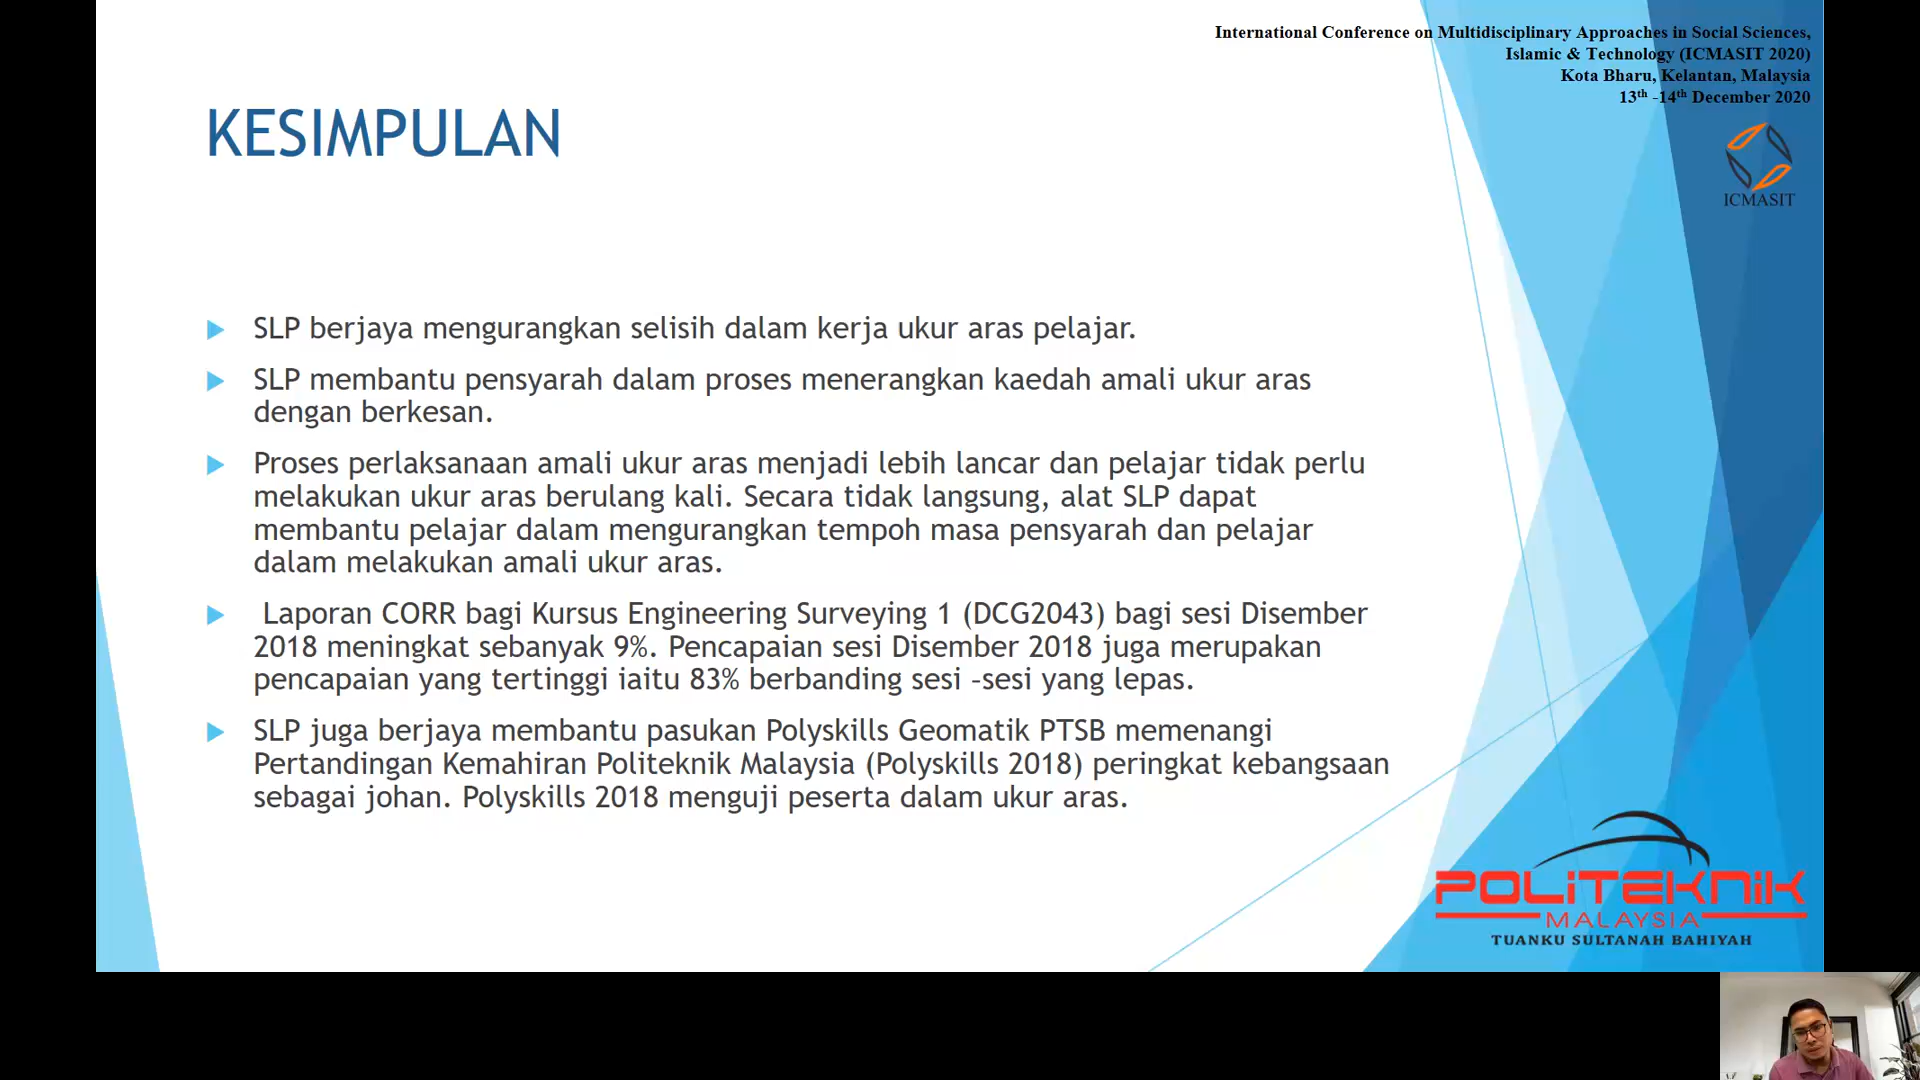 International Conference on Multidisciplinary Approaches in Social Sciences,
Islamic & Technology (ICMASIT 2020)
Kota Bharu, Kelantan, Malaysia
13th -14th December 2020
ICMASIT
KESIMPULAN
SLP berjaya mengurangkan selisih dalam kerja ukur aras pelajar.
SLP membantu pensyarah dalam proses menerangkan kaedah amali ukur aras
dengan berkesan.
Proses perlaksanaan amali ukur aras menjadi lebih lancar dan pelajar tidak perlu
melakukan ukur aras berulang kali. Secara tidak langsung, alat SLP dapat
membantu pelajar dalam mengurangkan tempoh masa pensyarah dan pelajar
dalam melakukan amali ukur aras.
Laporan CORR bagi Kursus Engineering Surveying 1 (DCG2043) bagi sesi Disember
2018 meningkat sebanyak 9%. Pencapaian sesi Disember 2018 juga merupakan
pencapaian yang tertinggi iaitu 83% berbanding sesi –sesi yang lepas.
SLP juga berjaya membantu pasukan Polyskills Geomatik PTSB memenangi
Pertandingan Kemahiran Politeknik Malaysia (Polyskills 2018) peringkat kebangsaan
sebagai johan. Polyskills 2018 menguji peserta dalam ukur aras.
POLITEKNIK
MALAYSIA
TUANKU SULTANAH BAHIYAH